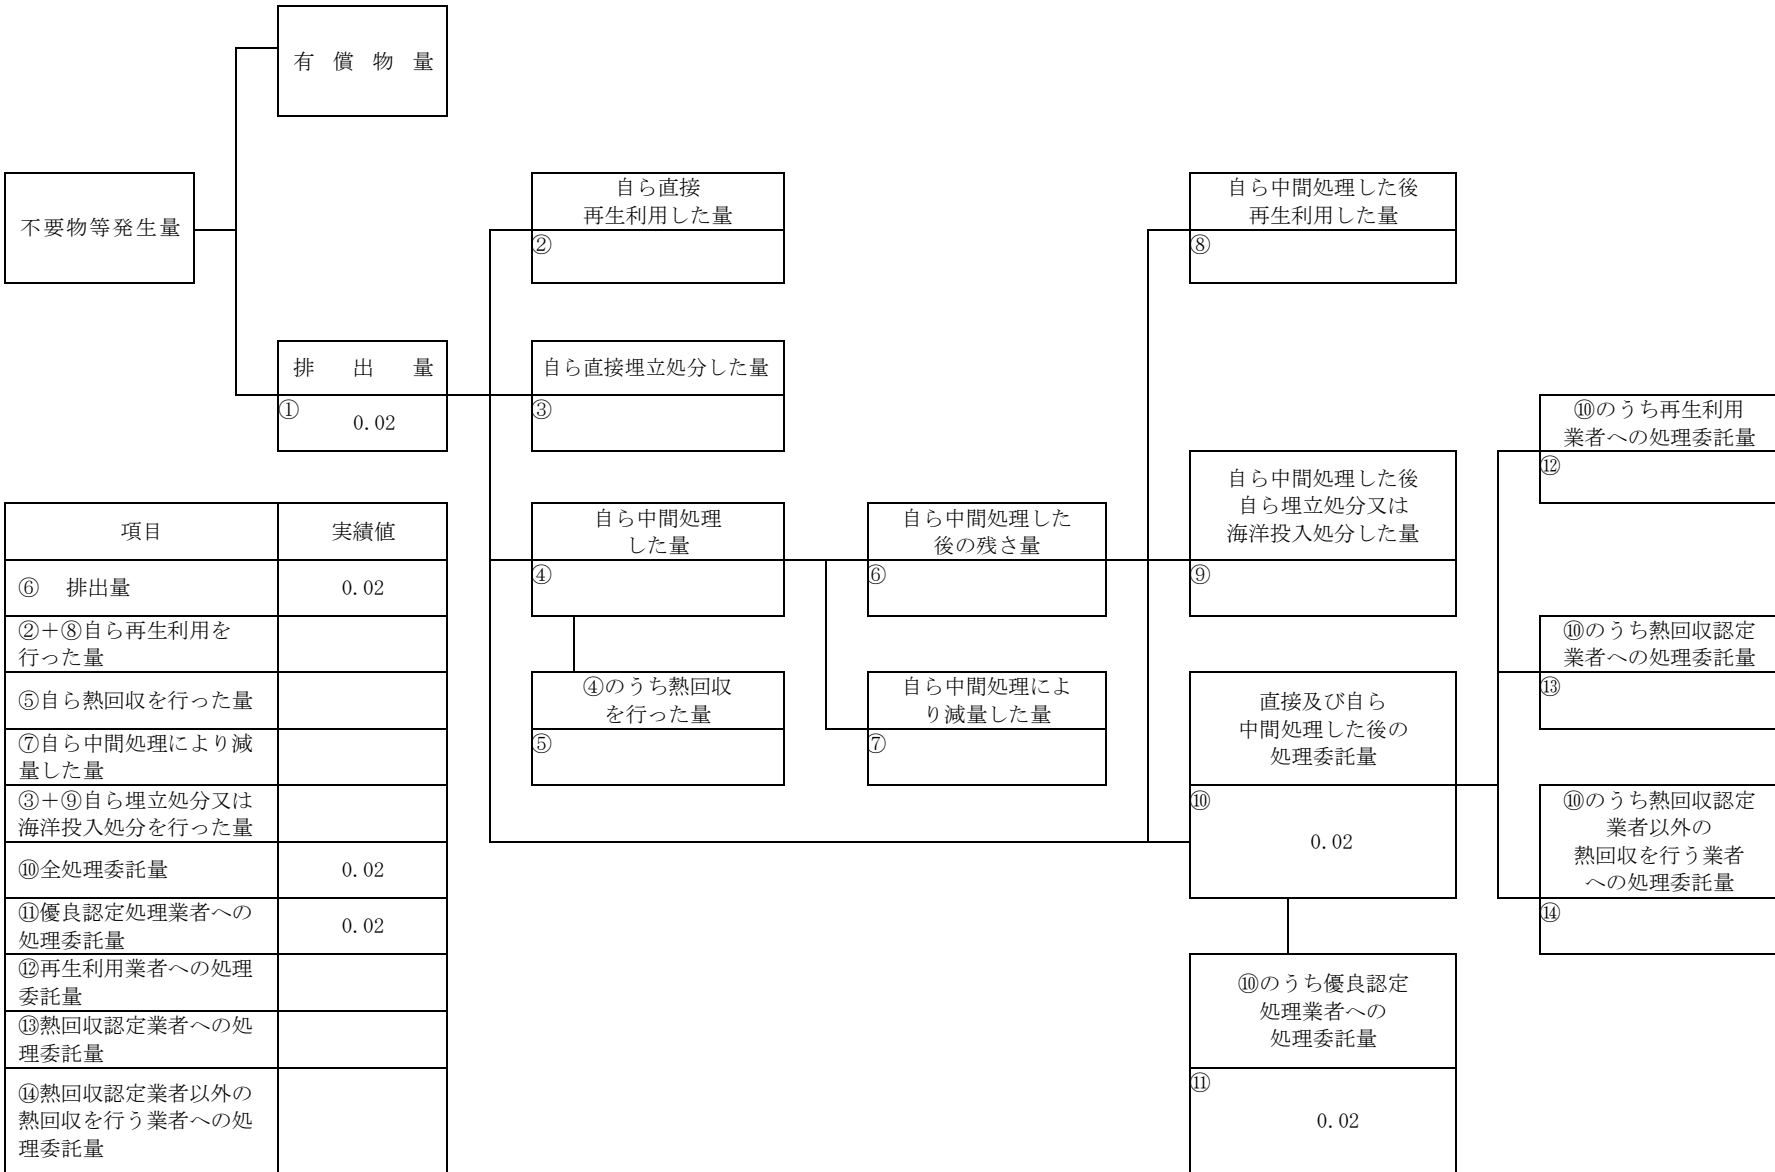 有 償 物 量
不要物等発生量
自ら直接
再生利用した量
②
自ら中間処理した後
再生利用した量
⑧
排 出 量
①
0.02
自ら直接埋立処分した量
③
⑩のうち再生利用
業者への処理委託量
⑫
自ら中間処理
した量
④
自ら中間処理した
後の残さ量
⑥
自ら中間処理した後
自ら埋立処分又は
海洋投入処分した量
⑨
④のうち熱回収
を行った量
⑤
自ら中間処理によ
り減量した量
⑦
直接及び自ら
中間処理した後の
処理委託量
⑩
0.02
⑩のうち熱回収認定
業者への処理委託量
⑬
⑩のうち熱回収認定
業者以外の
熱回収を行う業者
への処理委託量
⑭
⑩のうち優良認定
処理業者への
処理委託量
⑪
0.02
項目 実績値
⑥ 排出量 0.02
②+⑧自ら再生利用を
行った量
⑤自ら熱回収を行った量
⑦自ら中間処理により減
量した量
③+⑨自ら埋立処分又は
海洋投入処分を行った量
⑩全処理委託量 0.02
⑪優良認定処理業者への
処理委託量 0.02
⑫再生利用業者への処理
委託量
⑬熱回収認定業者への処
理委託量
⑭熱回収認定業者以外の
熱回収を行う業者への処
理委託量